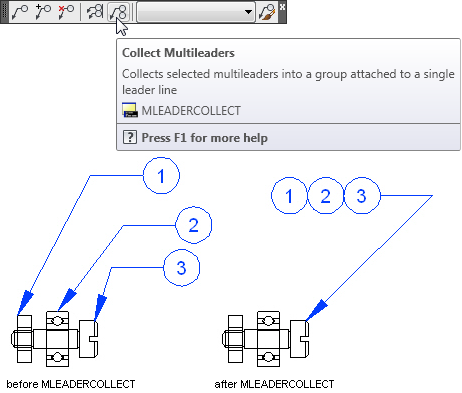 Collect Multileaders
Collects selected multileaders into a group attached to a single
leader line
MLEADERCOLLECT
? Press F1 for more help
1
2
3
1 2 3
before MLEADERCOLLECT
after MLEADERCOLLECT